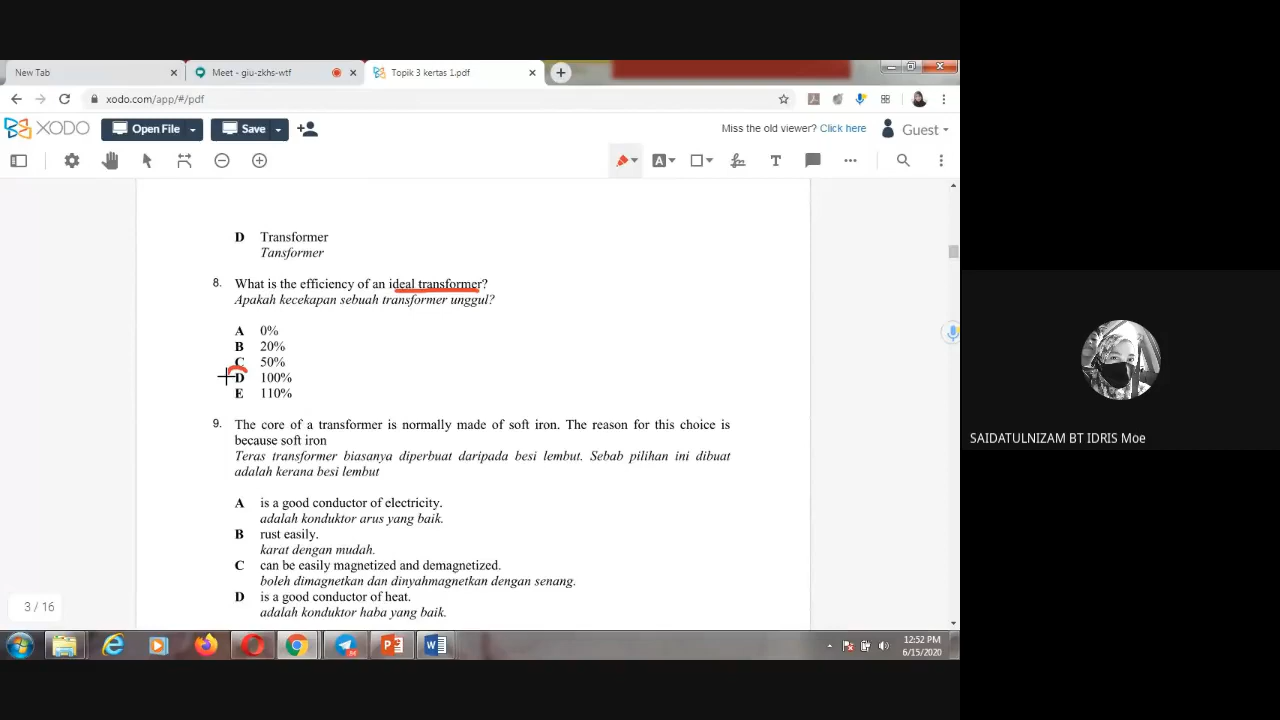 New Tab
Meet - giu-zkhs-wtf
Topik 3 kertas 1.pdf
xodo.com/app/#/pdf
XODO
Open File
Save
Miss the old viewer? Click here
Guest
A
T
D Transformer
Tansformer
8. What is the efficiency of an ideal transformer?
Apakah kecekapan sebuah transformer unggul?
A 0%
B 20%
C 50%
D 100%
E 110%
9. The core of a transformer is normally made of soft iron. The reason for this choice is
because soft iron
Teras transformer biasanya diperbuat daripada besi lembut. Sebab pilihan ini dibuat
adalah kerana besi lembut
A is a good conductor of electricity.
adalah konduktor arus yang baik.
B rust easily.
karat dengan mudah.
C can be easily magnetized and demagnetized.
boleh dimagnetkan dan dinyahmagnetkan dengan senang.
D is a good conductor of heat.
adalah konduktor haba yang baik.
3 / 16
12:52 PM
6/15/2020
SAIDATULNIZAM BT IDRIS Moe